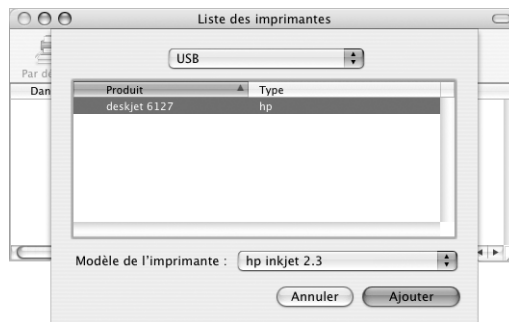 Liste des imprimantes
USB
Par dé
Dan
Produit Type
deskjet 6127 hp
Modèle de l'imprimante : hp inkjet 2.3
Annuler Ajouter